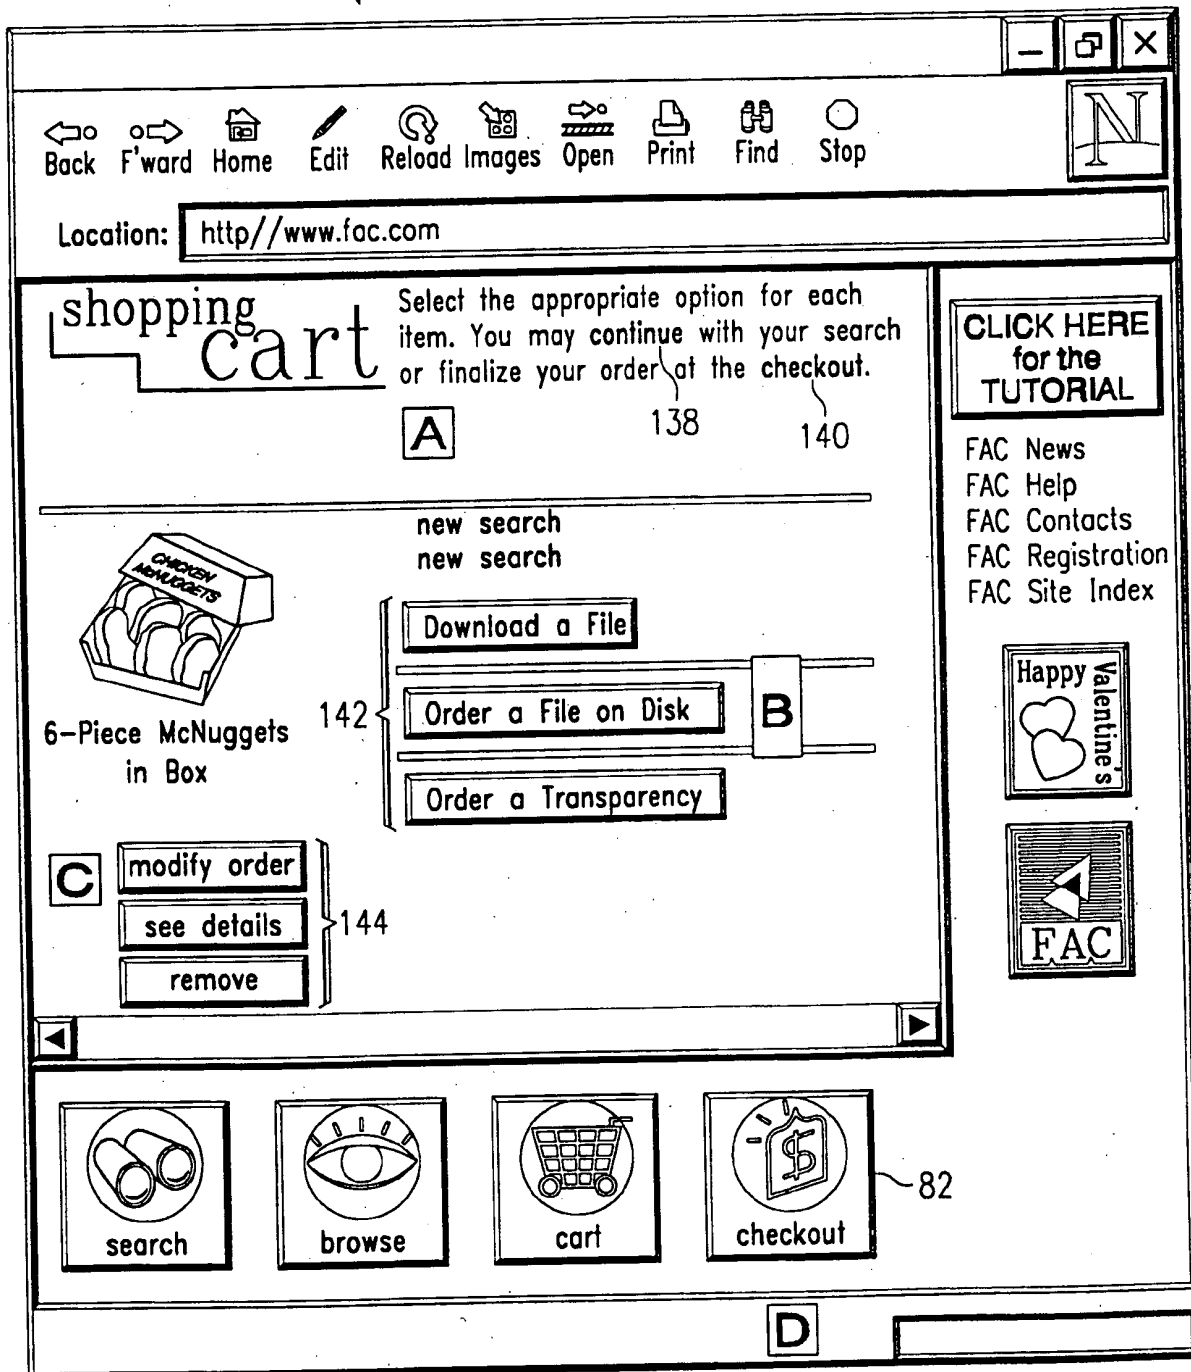 N
Back F'ward Home Edit Reload Images Open Print Find Stop
Location: http//www.fac.com
shopping
cart
Select the appropriate option for each
item. You may continue with your search
or finalize your order at the checkout.
138
140
A
CLICK HERE
for the
TUTORIAL
FAC News
FAC Help
FAC Contacts
FAC Registration
FAC Site Index
new search
new search
CHICKEN
McNUGGETS
6-Piece McNuggets
in Box
142
Download a File
Order a File on Disk
B
Order a Transparency
Happy
Valentine's
FAC
C
modify order
see details
remove
144
search
browse
cart
checkout
82
D